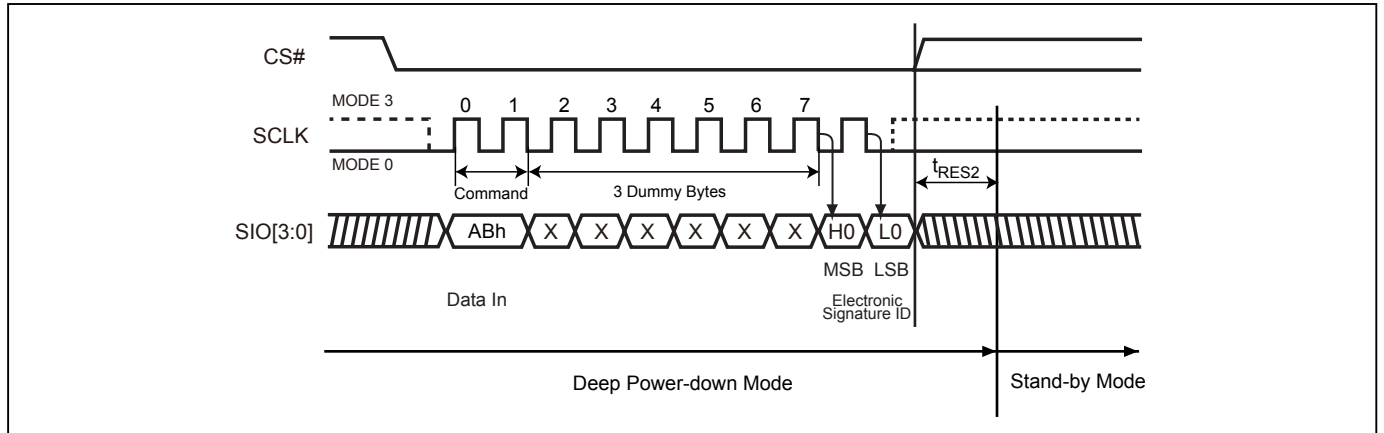 CS#
MODE 3
0 1 2 3 4 5 6 7
SCLK
MODE 0
tRES2
Command
3 Dummy Bytes
SIO[3:0]
ABh X X X X X X H0 L0
MSB LSB
Data In
Electronic
Signature ID
Deep Power-down Mode
Stand-by Mode